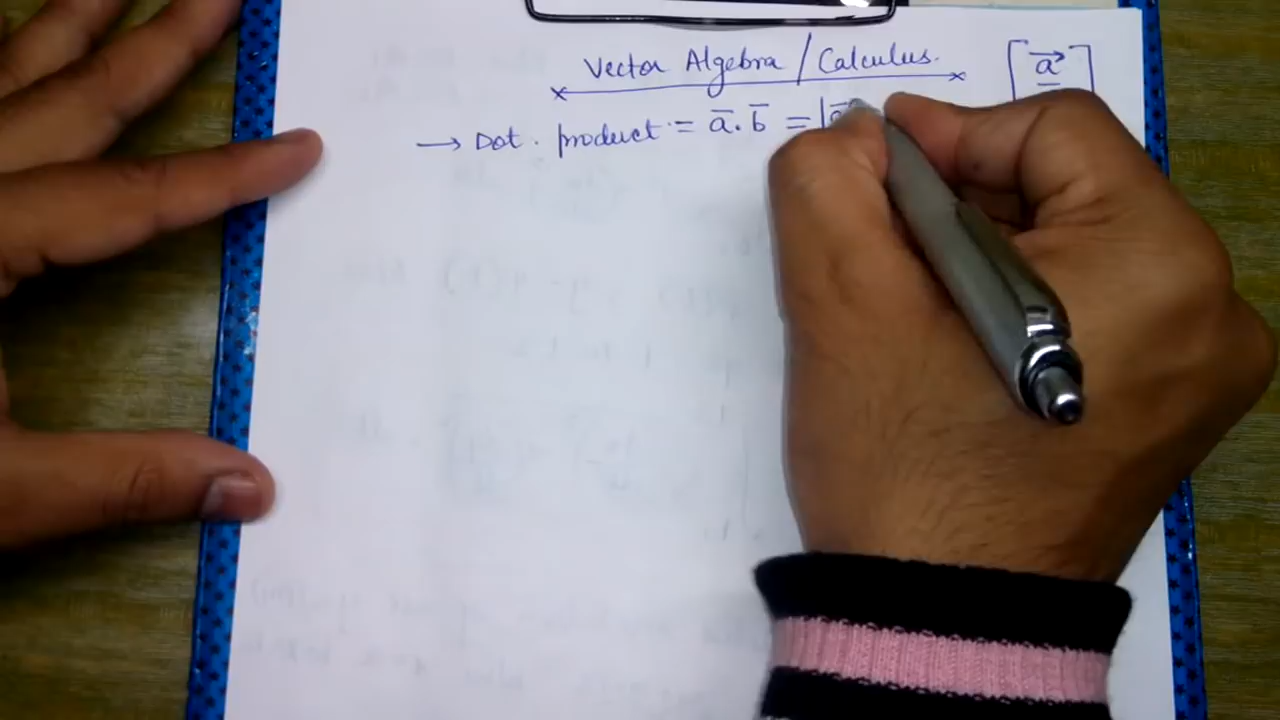 Vector Algebra / Calculus.
[ a⃗ ]
→ Dot. product = a̅.b̅ = |a̅